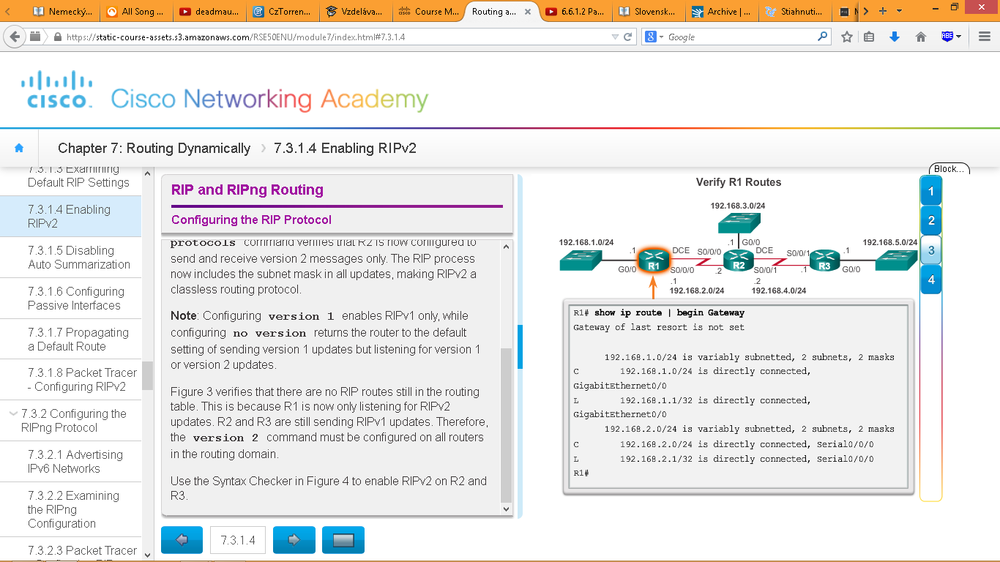 Nemecký...
All Song ...
deadmau...
CzTorren...
Vzdeláva...
Course M...
Routing a...
6.6.1.2 Pa...
Slovensk...
Archive | ...
Stiahnuti...
https://static-course-assets.s3.amazonaws.com/RSE50ENU/module7/index.html#7.3.1.4
Google
ABE
CISCO
Cisco Networking Academy
Chapter 7: Routing Dynamically
7.3.1.4 Enabling RIPv2
7.3.1.3 Examining
Default RIP Settings
7.3.1.4 Enabling
RIPv2
7.3.1.5 Disabling
Auto Summarization
7.3.1.6 Configuring
Passive Interfaces
7.3.1.7 Propagating
a Default Route
7.3.1.8 Packet Tracer
- Configuring RIPv2
7.3.2 Configuring the
RIPng Protocol
7.3.2.1 Advertising
IPv6 Networks
7.3.2.2 Examining
the RIPng
Configuration
7.3.2.3 Packet Tracer
RIP and RIPng Routing
Configuring the RIP Protocol
protocols command verifies that R2 is now configured to
send and receive version 2 messages only. The RIP process
now includes the subnet mask in all updates, making RIPv2 a
classless routing protocol.
Note: Configuring version 1 enables RIPv1 only, while
configuring no version returns the router to the default
setting of sending version 1 updates but listening for version 1
or version 2 updates.
Figure 3 verifies that there are no RIP routes still in the routing
table. This is because R1 is now only listening for RIPv2
updates. R2 and R3 are still sending RIPv1 updates. Therefore,
the version 2 command must be configured on all routers
in the routing domain.
Use the Syntax Checker in Figure 4 to enable RIPv2 on R2 and
R3.
7.3.1.4
Block...
1
2
3
4
Verify R1 Routes
192.168.3.0/24
.1 G0/0
192.168.1.0/24
192.168.5.0/24
.1
DCE
S0/0/0
DCE
S0/0/1
.1
R1
R2
R3
G0/0
S0/0/0
.2
S0/0/1
.1
G0/0
.1
.2
192.168.2.0/24
192.168.4.0/24
R1# show ip route | begin Gateway
Gateway of last resort is not set
192.168.1.0/24 is variably subnetted, 2 subnets, 2 masks
C 192.168.1.0/24 is directly connected,
GigabitEthernet0/0
L 192.168.1.1/32 is directly connected,
GigabitEthernet0/0
192.168.2.0/24 is variably subnetted, 2 subnets, 2 masks
C 192.168.2.0/24 is directly connected, Serial0/0/0
L 192.168.2.1/32 is directly connected, Serial0/0/0
R1#